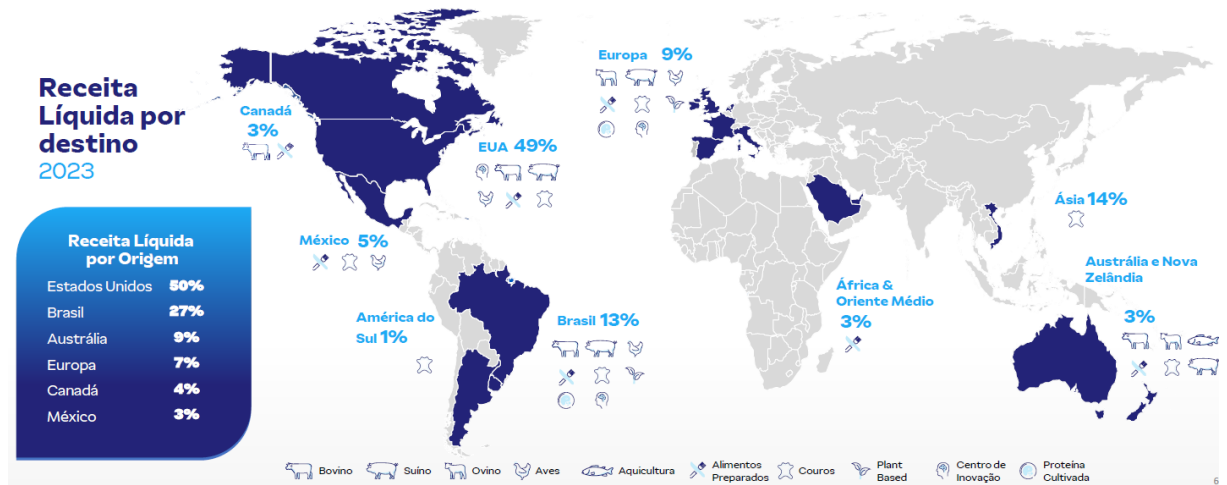 Receita
Líquida por
destino
2023
Receita Líquida
por Origem
Estados Unidos 50%
Brasil 27%
Austrália 9%
Europa 7%
Canadá 4%
México 3%
Canadá
3%
EUA 49%
México 5%
América do
Sul 1%
Brasil 13%
Europa 9%
África &
Oriente Médio
3%
Ásia 14%
Austrália e Nova
Zelândia
3%
Bovino
Suíno
Ovino
Aves
Aquicultura
Alimentos
Preparados
Couros
Plant
Based
Centro de
Inovação
Proteína
Cultivada
6